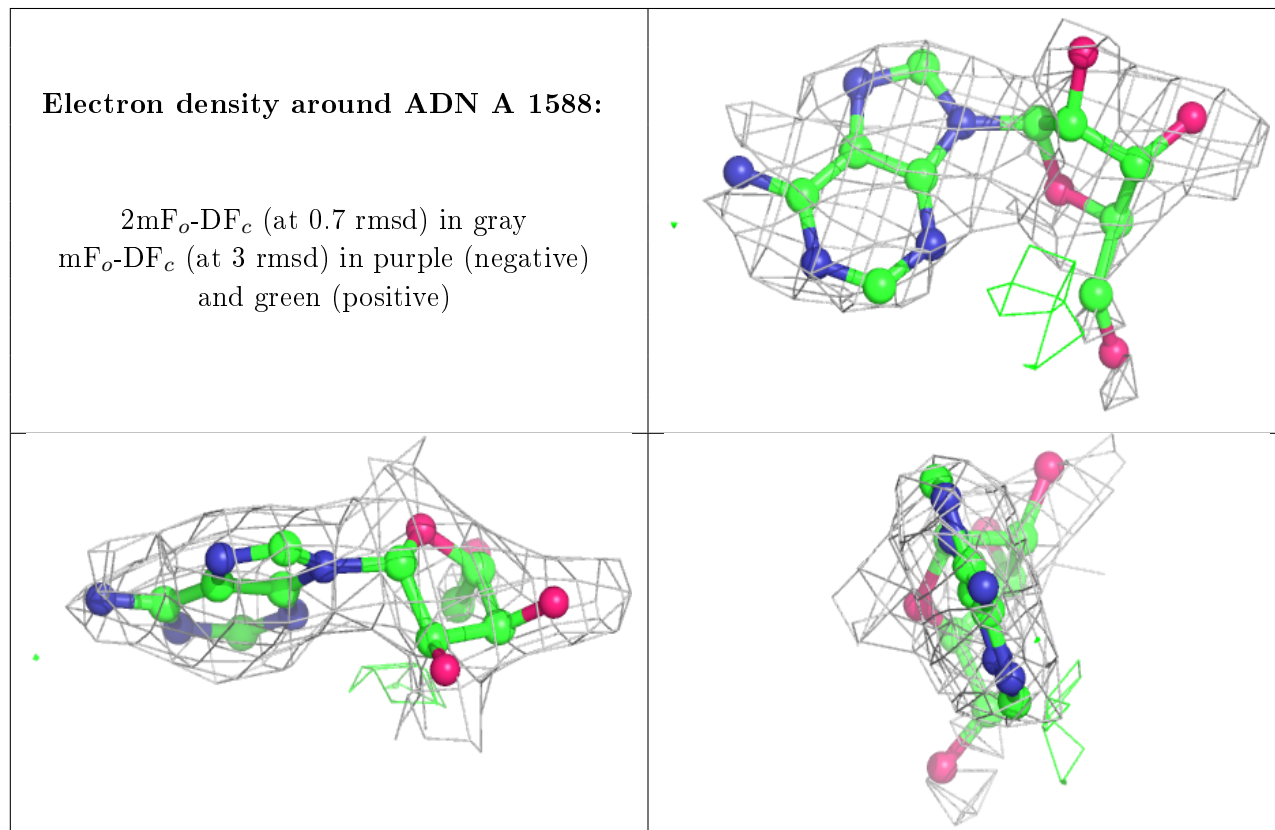 Electron density around ADN A 1588:
2mFo-DFc (at 0.7 rmsd) in gray
mFo-DFc (at 3 rmsd) in purple (negative)
and green (positive)